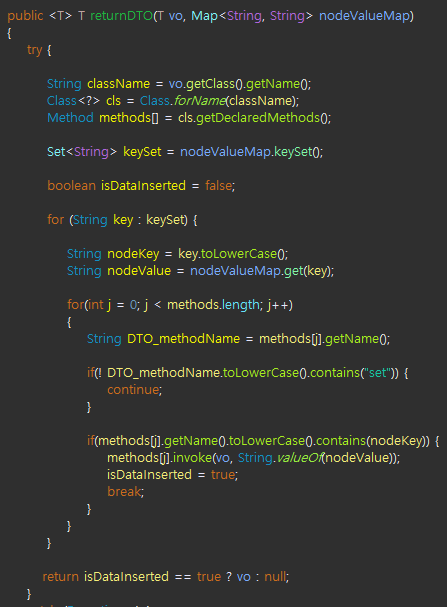 public <T> T returnDTO(T vo, Map<String, String> nodeValueMap)
{
try {
String className = vo.getClass().getName();
Class<?> cls = Class.forName(className);
Method methods[] = cls.getDeclaredMethods();
Set<String> keySet = nodeValueMap.keySet();
boolean isDataInserted = false;
for (String key : keySet) {
String nodeKey = key.toLowerCase();
String nodeValue = nodeValueMap.get(key);
for(int j = 0; j < methods.length; j++)
{
String DTO_methodName = methods[j].getName();
if(! DTO_methodName.toLowerCase().contains("set")) {
continue;
}
if(methods[j].getName().toLowerCase().contains(nodeKey)) {
methods[j].invoke(vo, String.valueOf(nodeValue));
isDataInserted = true;
break;
}
}
}
return isDataInserted == true ? vo : null;
}